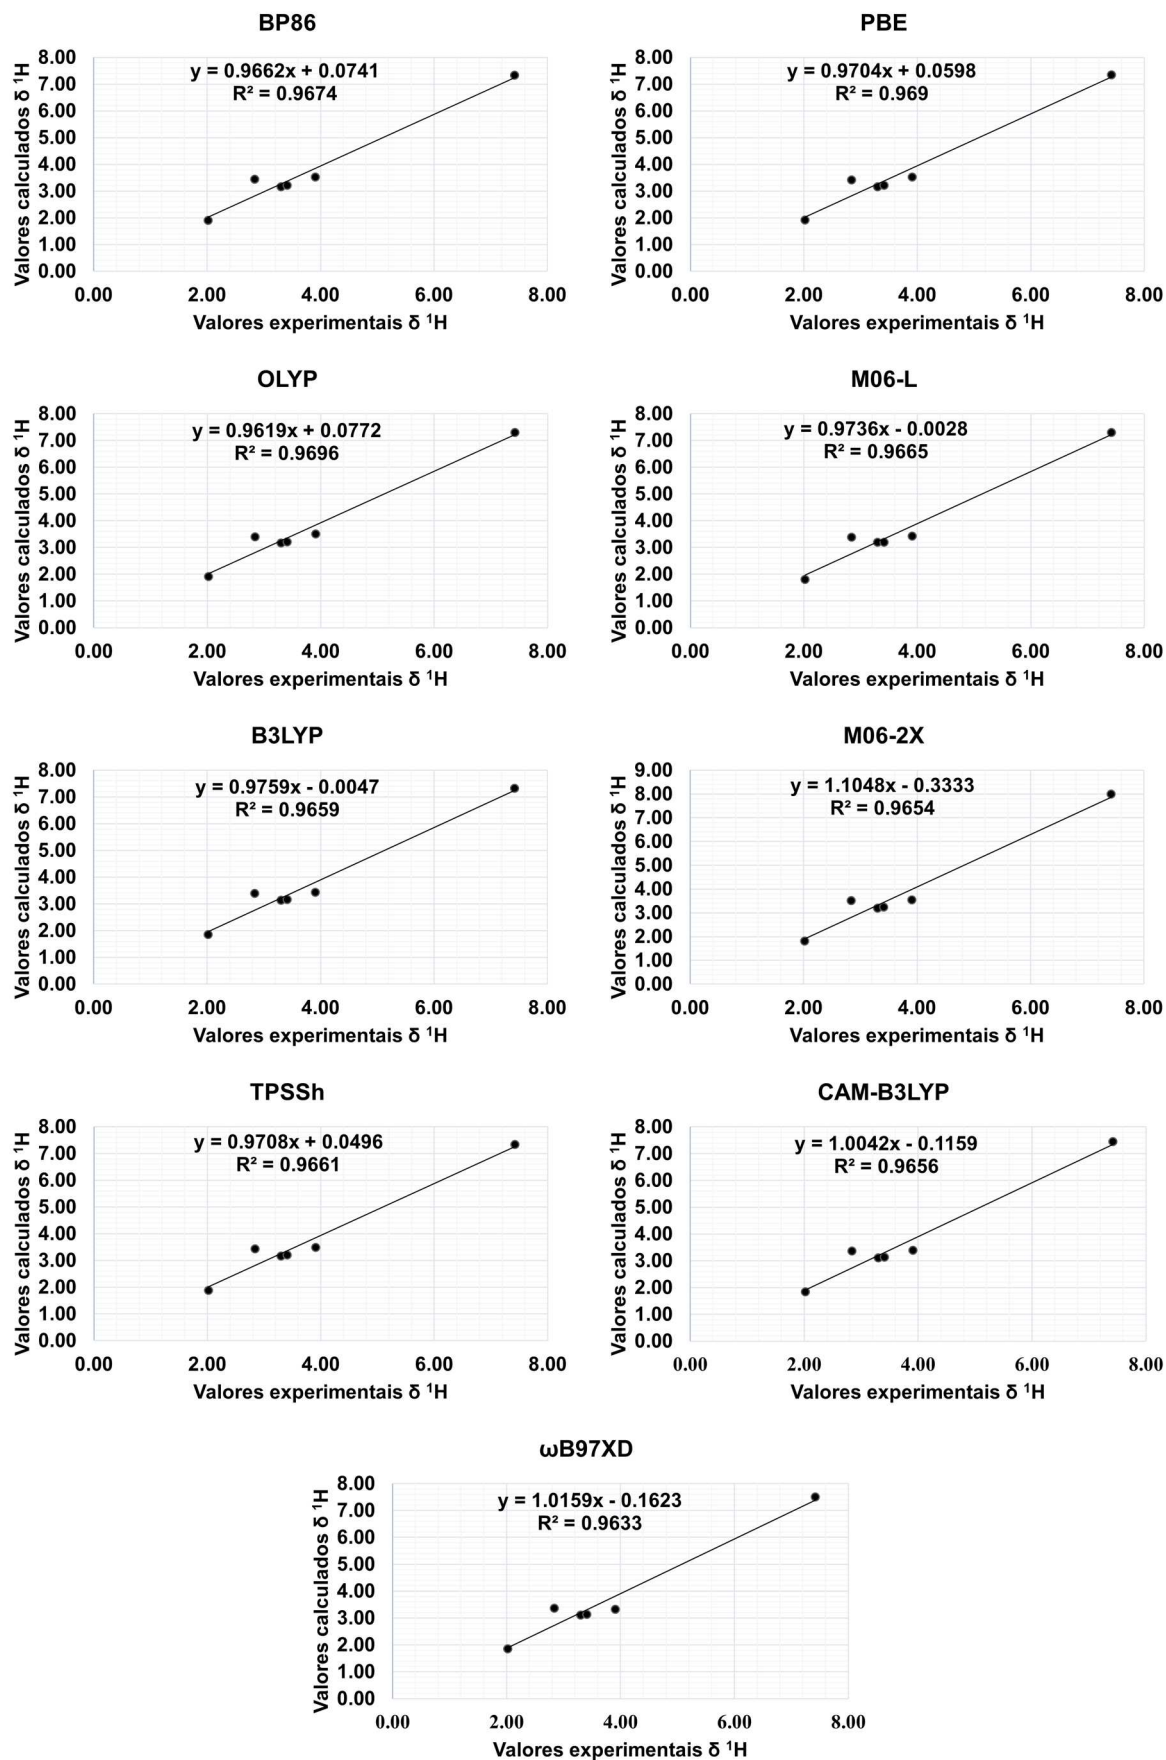 BP86
y = 0.9662x + 0.0741
R² = 0.9674
Valores calculados δ ¹H
8.00
7.00
6.00
5.00
4.00
3.00
2.00
1.00
0.00
0.00 2.00 4.00 6.00 8.00
Valores experimentais δ ¹H
PBE
y = 0.9704x + 0.0598
R² = 0.969
Valores calculados δ ¹H
8.00
7.00
6.00
5.00
4.00
3.00
2.00
1.00
0.00
0.00 2.00 4.00 6.00 8.00
Valores experimentais δ ¹H
OLYP
y = 0.9619x + 0.0772
R² = 0.9696
Valores calculados δ ¹H
8.00
7.00
6.00
5.00
4.00
3.00
2.00
1.00
0.00
0.00 2.00 4.00 6.00 8.00
Valores experimentais δ ¹H
M06-L
y = 0.9736x - 0.0028
R² = 0.9665
Valores calculados δ ¹H
8.00
7.00
6.00
5.00
4.00
3.00
2.00
1.00
0.00
0.00 2.00 4.00 6.00 8.00
Valores experimentais δ ¹H
B3LYP
y = 0.9759x - 0.0047
R² = 0.9659
Valores calculados δ ¹H
8.00
7.00
6.00
5.00
4.00
3.00
2.00
1.00
0.00
0.00 2.00 4.00 6.00 8.00
Valores experimentais δ ¹H
M06-2X
y = 1.1048x - 0.3333
R² = 0.9654
Valores calculados δ ¹H
9.00
8.00
7.00
6.00
5.00
4.00
3.00
2.00
1.00
0.00
0.00 2.00 4.00 6.00 8.00
Valores experimentais δ ¹H
TPSSh
y = 0.9708x + 0.0496
R² = 0.9661
Valores calculados δ ¹H
8.00
7.00
6.00
5.00
4.00
3.00
2.00
1.00
0.00
0.00 2.00 4.00 6.00 8.00
Valores experimentais δ ¹H
CAM-B3LYP
y = 1.0042x - 0.1159
R² = 0.9656
Valores calculados δ ¹H
8.00
7.00
6.00
5.00
4.00
3.00
2.00
1.00
0.00
0.00 2.00 4.00 6.00 8.00
Valores experimentais δ ¹H
ωB97XD
y = 1.0159x - 0.1623
R² = 0.9633
Valores calculados δ ¹H
8.00
7.00
6.00
5.00
4.00
3.00
2.00
1.00
0.00
0.00 2.00 4.00 6.00 8.00
Valores experimentais δ ¹H